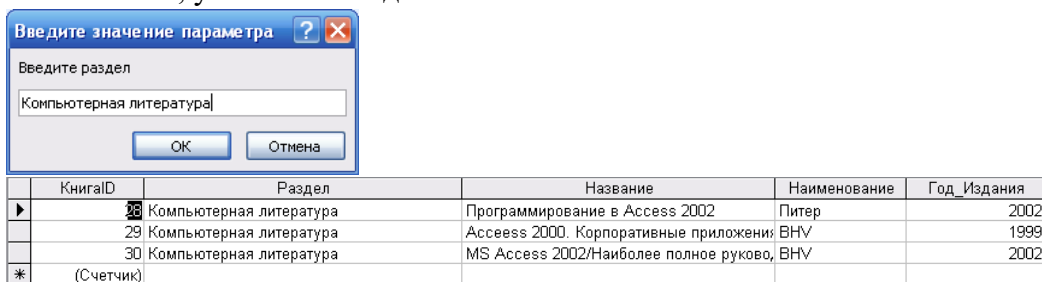 Введите значение параметра
Введите раздел
Компьютерная литература
ОК Отмена
КнигаID Раздел Название Наименование Год_Издания
28 Компьютерная литература Программирование в Access 2002 Питер 2002
29 Компьютерная литература Acceess 2000. Корпоративные приложения BHV 1999
30 Компьютерная литература MS Access 2002/Наиболее полное руково, BHV 2002
(Счетчик)